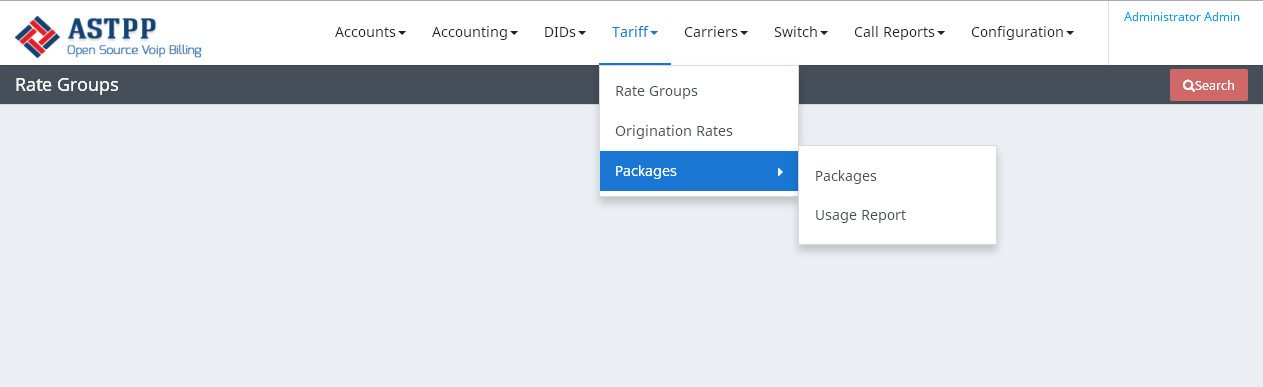 ASTPP
Open Source Voip Billing
Accounts Accounting DIDs Tariff Carriers Switch Call Reports Configuration
Administrator Admin
Rate Groups
Search
Rate Groups
Origination Rates
Packages
Packages
Usage Report